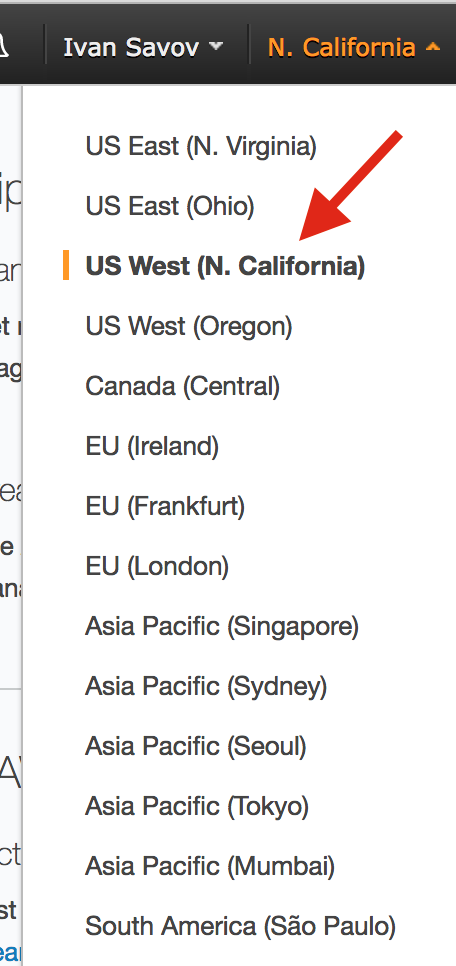 Ivan Savov N. California
US East (N. Virginia)
US East (Ohio)
US West (N. California)
US West (Oregon)
Canada (Central)
EU (Ireland)
EU (Frankfurt)
EU (London)
Asia Pacific (Singapore)
Asia Pacific (Sydney)
Asia Pacific (Seoul)
Asia Pacific (Tokyo)
Asia Pacific (Mumbai)
South America (São Paulo)